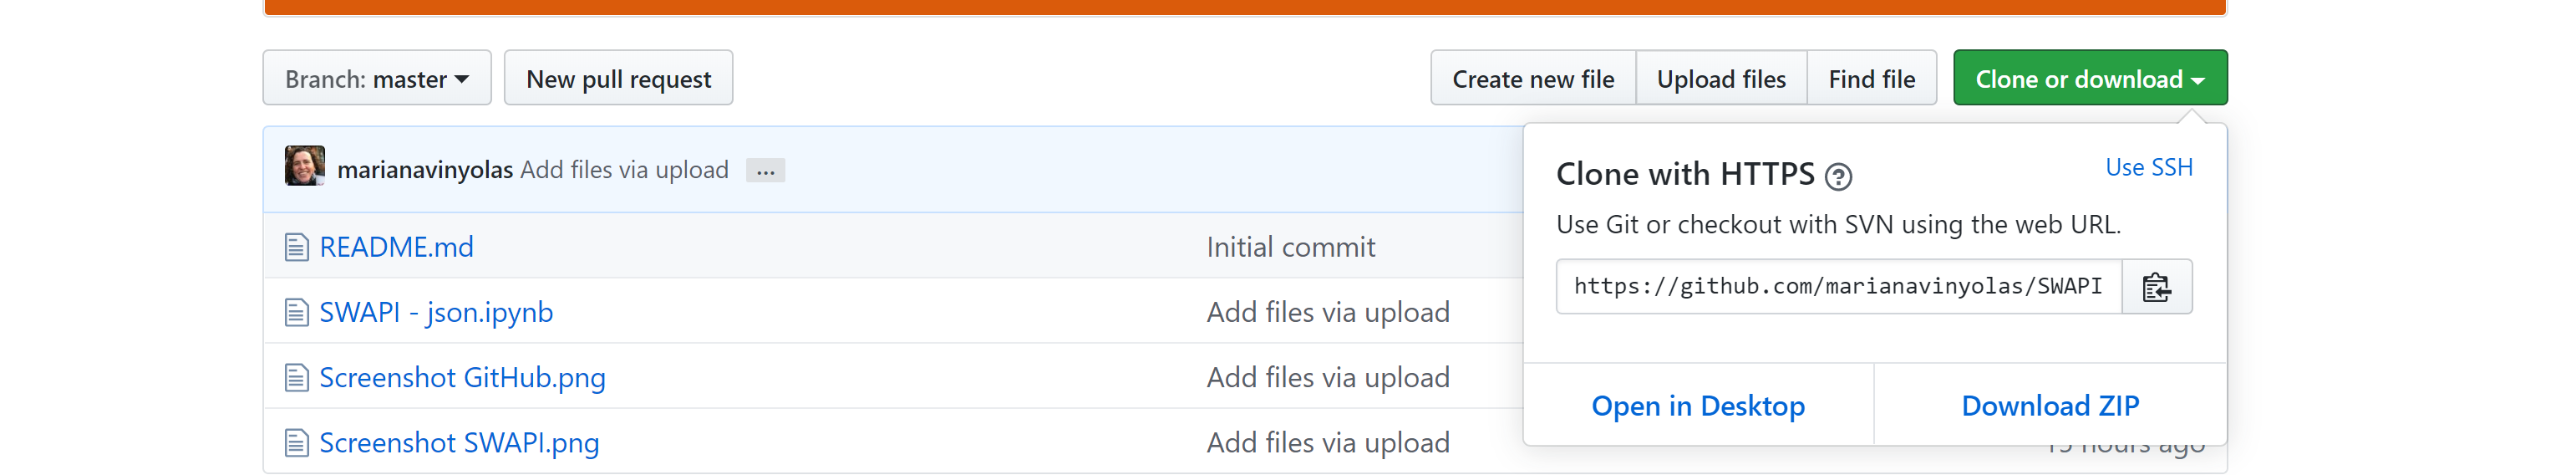 Branch: master New pull request Create new file Upload files Find file Clone or download
marianavinyolas Add files via upload ...
Clone with HTTPS ? Use SSH
Use Git or checkout with SVN using the web URL.
https://github.com/marianavinyolas/SWAPI
Open in Desktop Download ZIP
README.md Initial commit
SWAPI - json.ipynb Add files via upload
Screenshot GitHub.png Add files via upload
Screenshot SWAPI.png Add files via upload hours ago